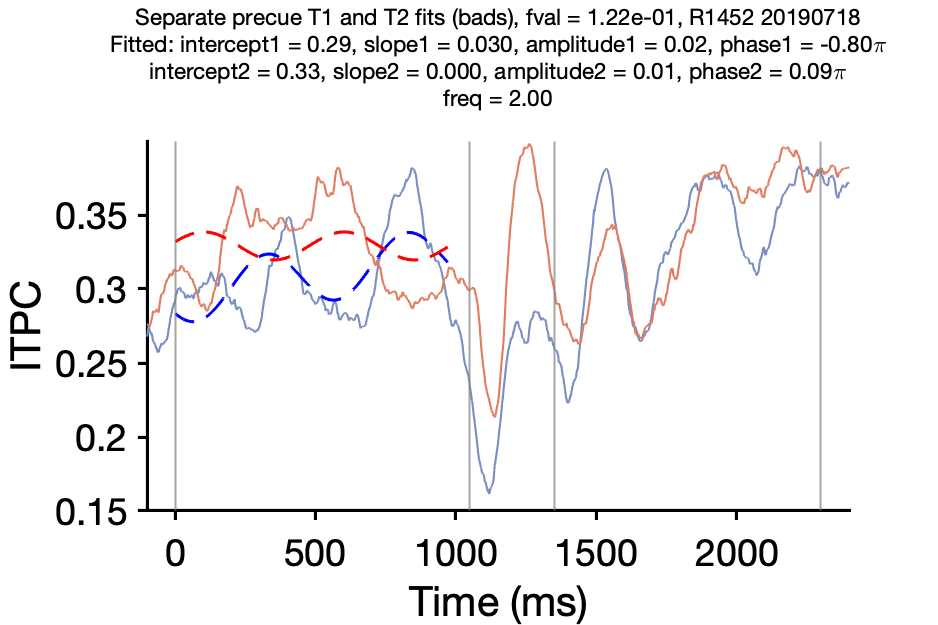 Separate precue T1 and T2 fits (bads), fval = 1.22e-01, R1452 20190718
Fitted: intercept1 = 0.29, slope1 = 0.030, amplitude1 = 0.02, phase1 = -0.80π
intercept2 = 0.33, slope2 = 0.000, amplitude2 = 0.01, phase2 = 0.09π
freq = 2.00
0.35
0.3
0.25
0.2
0.15
ITPC
0 500 1000 1500 2000
Time (ms)